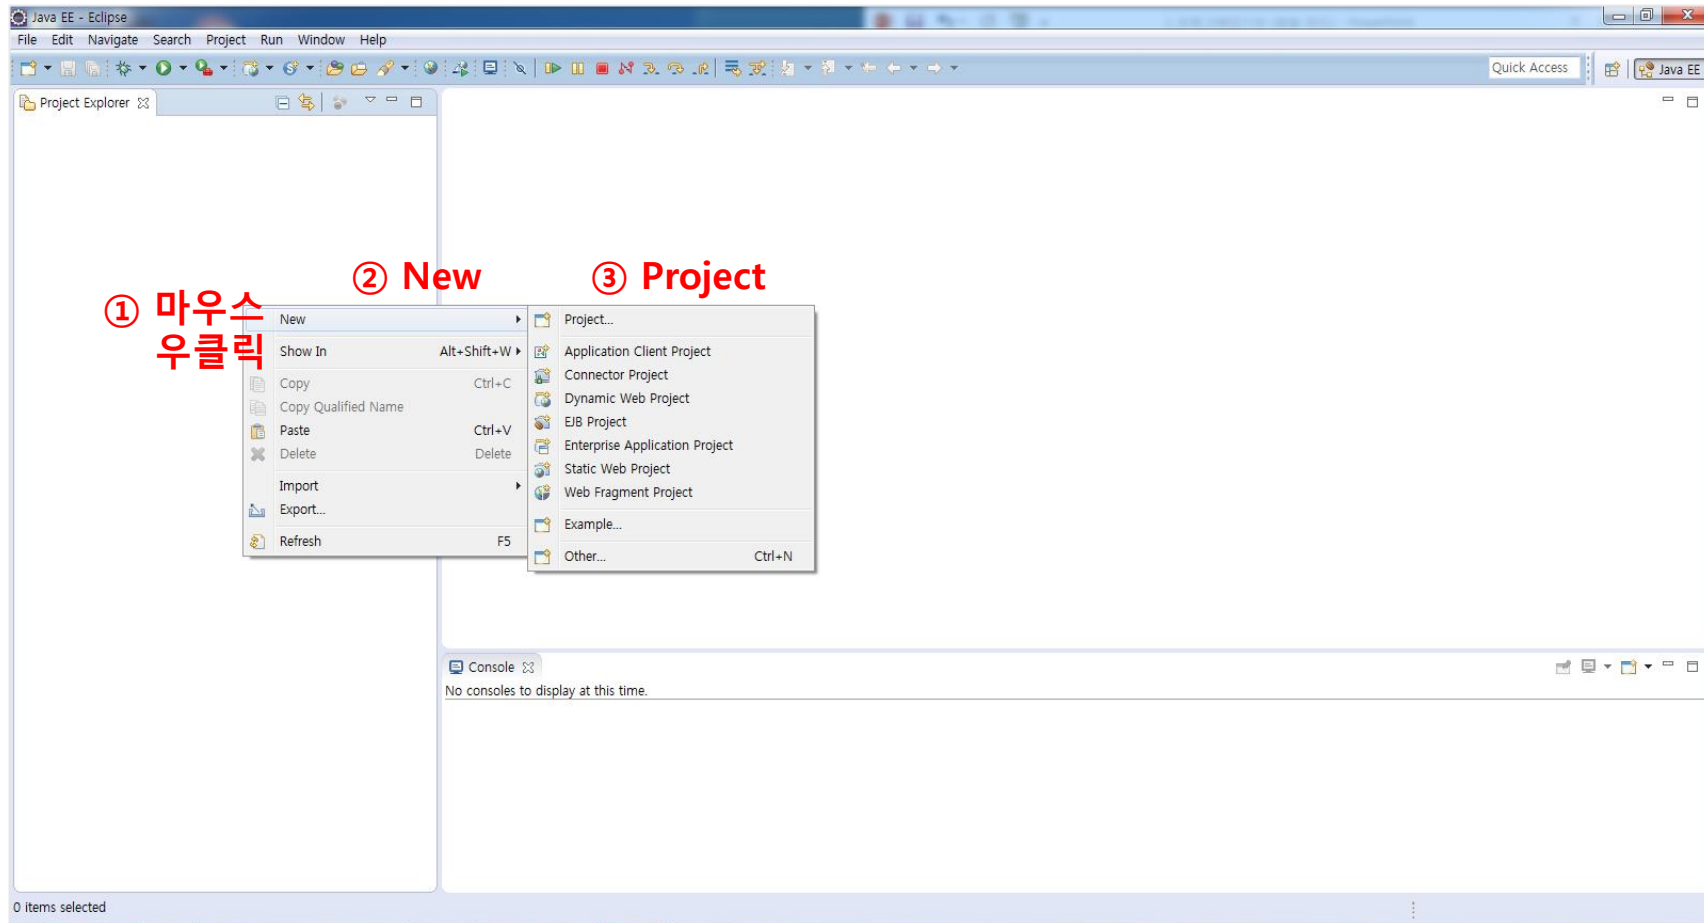 Java EE - Eclipse
File Edit Navigate Search Project Run Window Help
Quick Access
Java EE
Project Explorer
② New
③ Project
① 마우스
우클릭
New
Show In Alt+Shift+W
Copy Ctrl+C
Copy Qualified Name
Paste Ctrl+V
Delete Delete
Import
Export...
Refresh F5
Project...
Application Client Project
Connector Project
Dynamic Web Project
EJB Project
Enterprise Application Project
Static Web Project
Web Fragment Project
Example...
Other... Ctrl+N
Console
No consoles to display at this time.
0 items selected